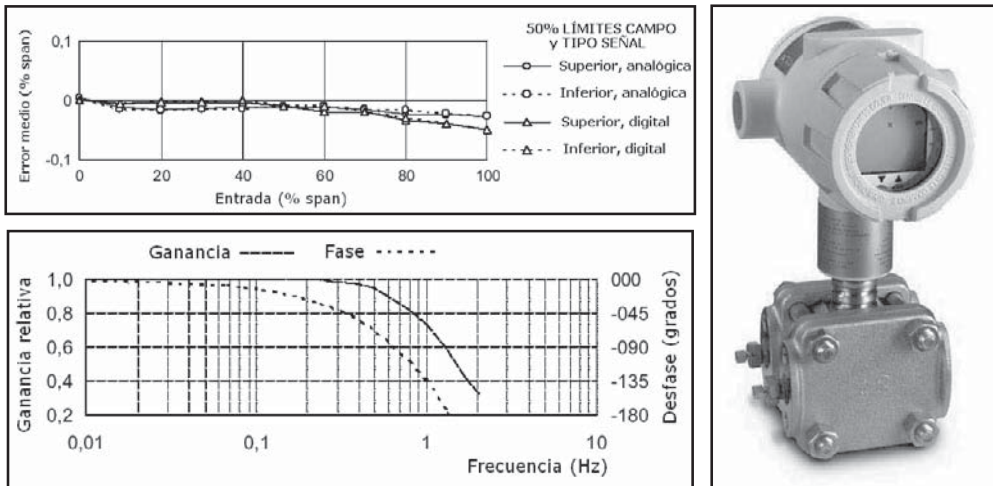 50% LÍMITES CAMPO
y TIPO SEÑAL
Superior, analógica
Inferior, analógica
Superior, digital
Inferior, digital
Error medio (% span)
0,1
0
-0,1
0
20
40
60
80
100
Entrada (% span)
Ganancia
Fase
Ganancia relativa
1,0
0,8
0,6
0,4
0,2
000
-045
-090
-135
-180
Desfase (grados)
0,01
0,1
1
10
Frecuencia (Hz)